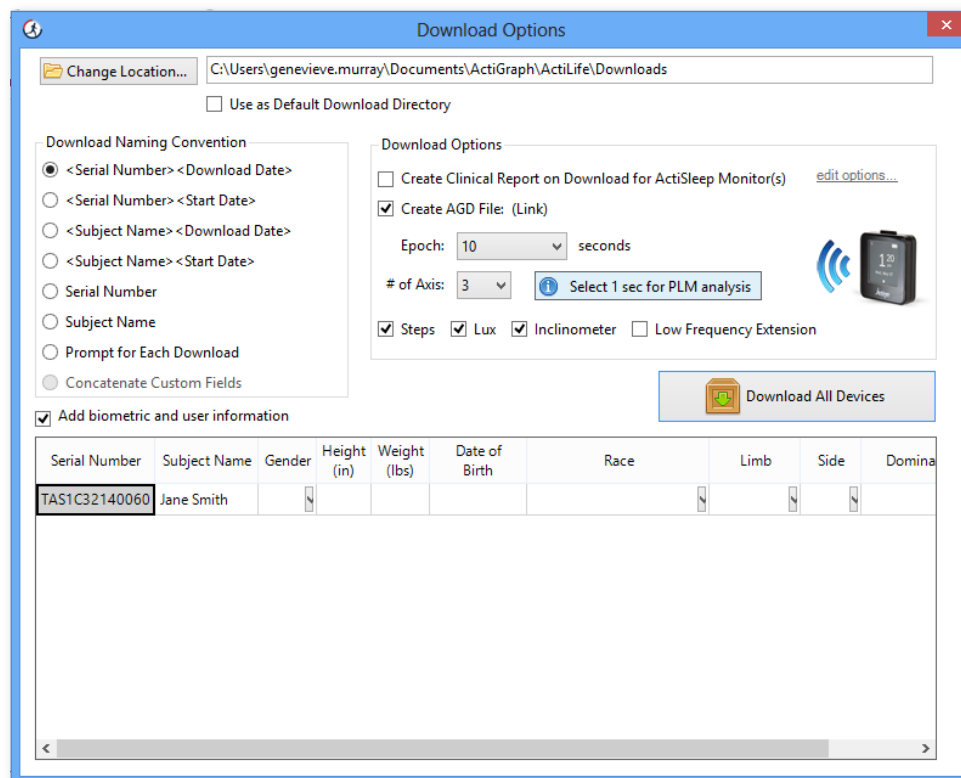 Download Options
Change Location... C:\Users\genevieve.murray\Documents\ActiGraph\ActiLife\Downloads
Use as Default Download Directory
Download Naming Convention
<Serial Number><Download Date>
<Serial Number><Start Date>
<Subject Name><Download Date>
<Subject Name><Start Date>
Serial Number
Subject Name
Prompt for Each Download
Concatenate Custom Fields
Download Options
Create Clinical Report on Download for ActiSleep Monitor(s) edit options...
Create AGD File: (Link)
Epoch: 10 seconds
# of Axis: 3 Select 1 sec for PLM analysis
Steps Lux Inclinometer Low Frequency Extension
1 20
Download All Devices
Add biometric and user information
Serial Number Subject Name Gender Height (in) Weight (lbs) Date of Birth Race Limb Side Domina
TAS1C32140060 Jane Smith